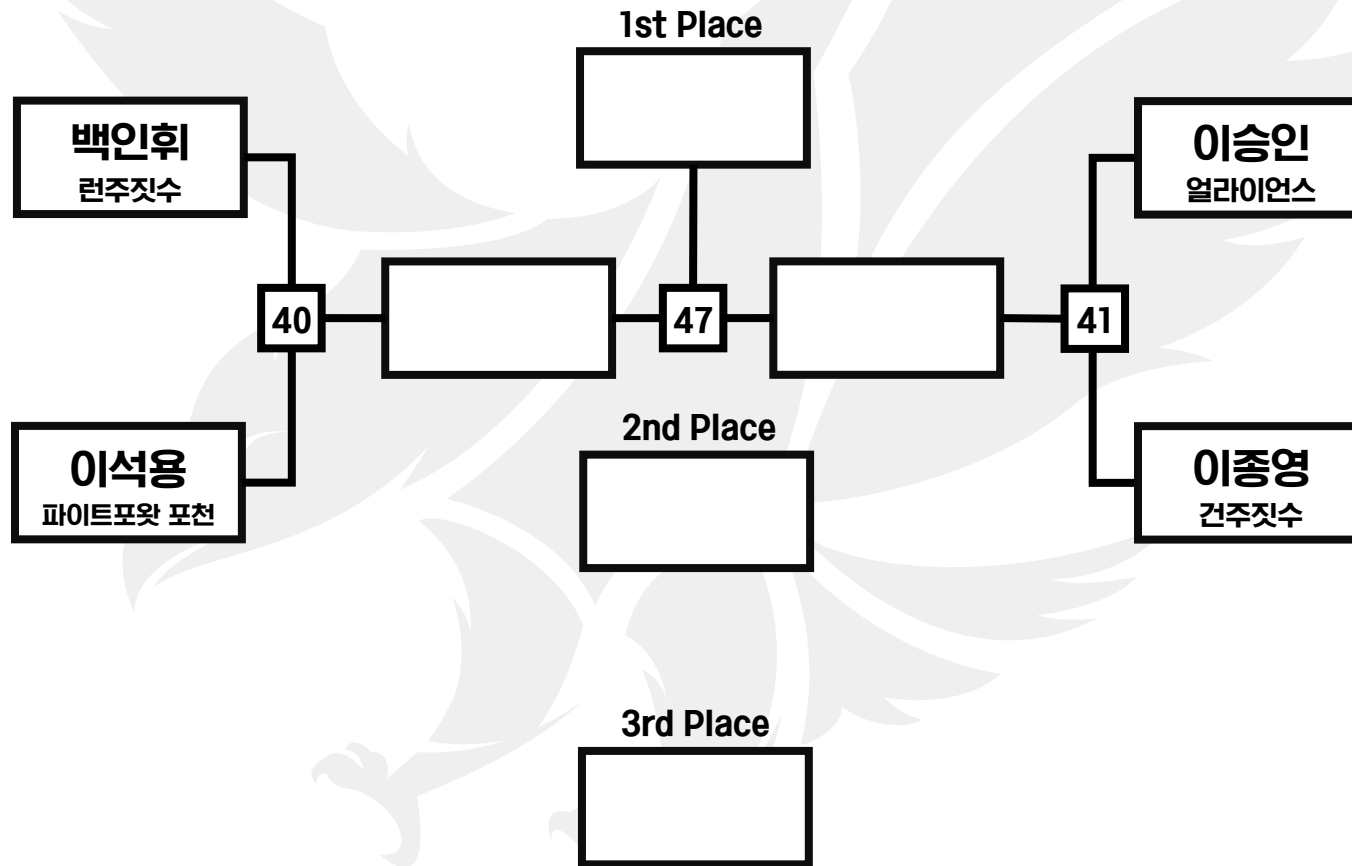 1st Place
백인휘
런주짓수
이승인
얼라이언스
40
47
41
2nd Place
이석용
파이트포왓 포천
이종영
건주짓수
3rd Place